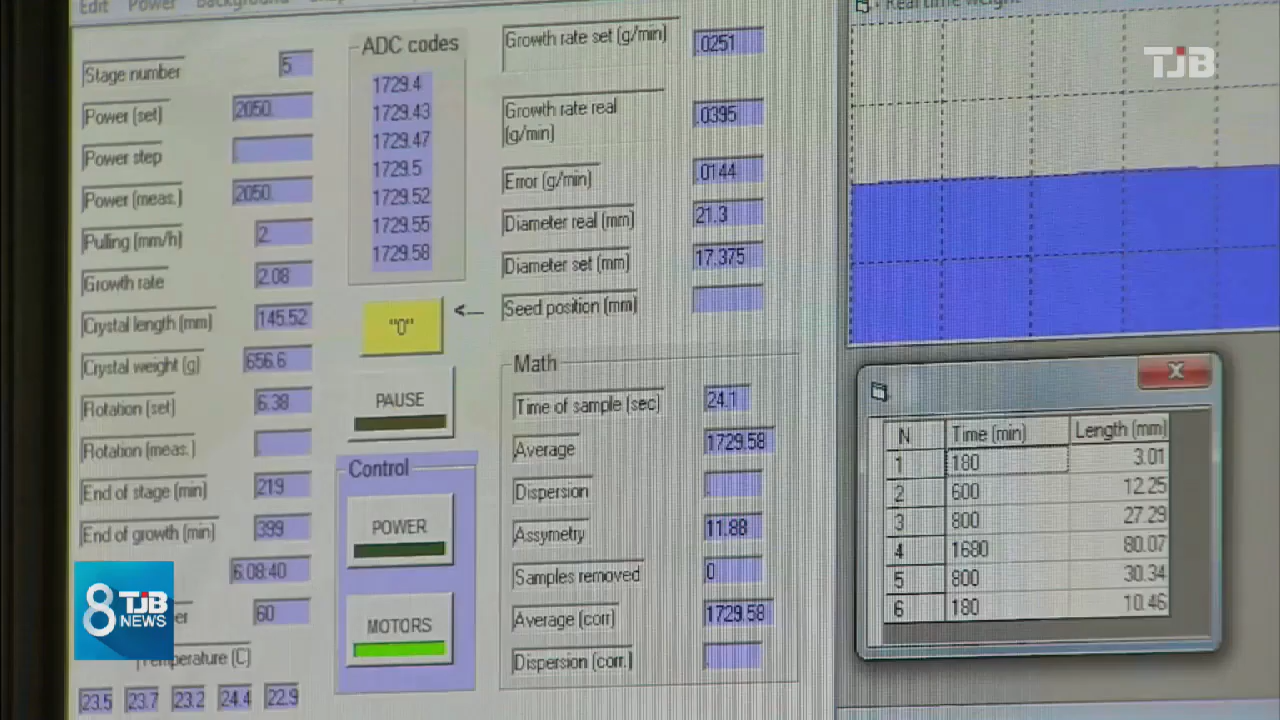 Edit Power Background
Real time weight
TJB
Stage number 5
Power (set) 2050.
Power step
Power (meas.) 2050.
Pulling (mm/h) 2.
Growth rate 2.08
Crystal length (mm) 145.52
Crystal weight (g) 656.6
Rotation (set) 6.38
Rotation (meas.)
End of stage (min) 219
End of growth (min) 399
6.08:40
60
Temperature (C)
23.5 23.7 23.2 24.4 22.9
8 TJB
NEWS
ADC codes
1729.4
1729.43
1729.47
1729.5
1729.52
1729.55
1729.58
"0" <---
PAUSE
Control
POWER
MOTORS
Growth rate set (g/min) .0251
Growth rate real
(g/min) .0395
Error (g/min) .0144
Diameter real (mm) 21.3
Diameter set (mm) 17.375
Seed position (mm)
Math
Time of sample (sec) 24.1
Average 1729.58
Dispersion
Assymetry 11.88
Samples removed 0
Average (corr) 1729.58
Dispersion (corr.)
X
N Time (min) Length (mm)
1 180 3.01
2 600 12.25
3 800 27.29
4 1680 80.07
5 800 30.34
6 180 10.46